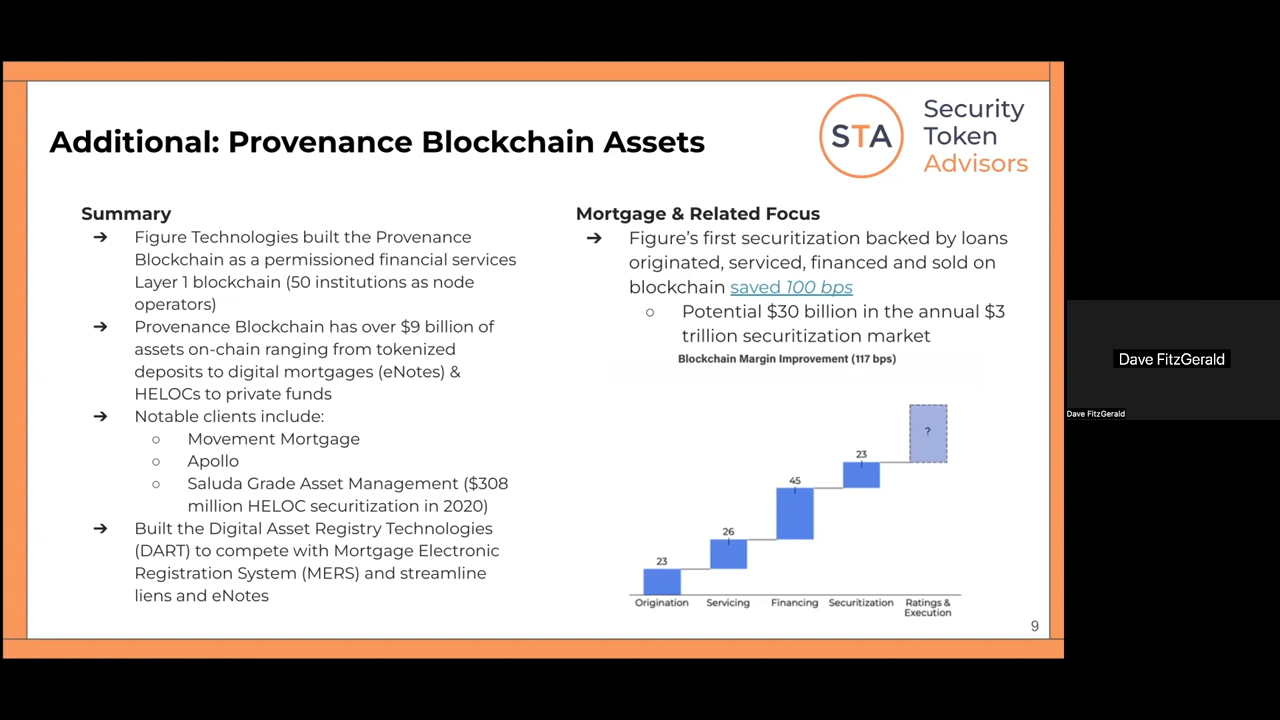 Additional: Provenance Blockchain Assets
STA
Security
Token
Advisors
Summary
➔ Figure Technologies built the Provenance
Blockchain as a permissioned financial services
Layer 1 blockchain (50 institutions as node
operators)
➔ Provenance Blockchain has over $9 billion of
assets on-chain ranging from tokenized
deposits to digital mortgages (eNotes) &
HELOCs to private funds
➔ Notable clients include:
○ Movement Mortgage
○ Apollo
○ Saluda Grade Asset Management ($308
million HELOC securitization in 2020)
➔ Built the Digital Asset Registry Technologies
(DART) to compete with Mortgage Electronic
Registration System (MERS) and streamline
liens and eNotes
Mortgage & Related Focus
➔ Figure’s first securitization backed by loans
originated, serviced, financed and sold on
blockchain saved 100 bps
○ Potential $30 billion in the annual $3
trillion securitization market
Blockchain Margin Improvement (117 bps)
23
26
45
23
?
Origination
Servicing
Financing
Securitization
Ratings &
Execution
9
Dave FitzGerald
Dave FitzGerald